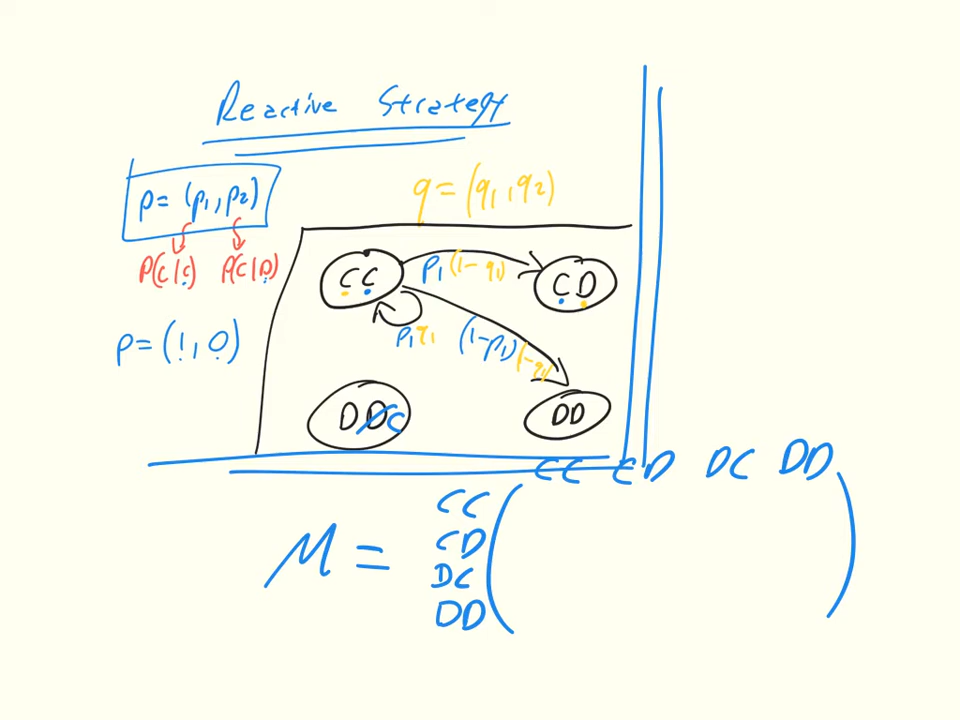 Reactive Strategy
p = (p1, p2)
q = (q1, q2)
P(C|C) P(C|D)
CC p1(1-q1) CD
p1q1 (1-p1)(1-q1)
p = (1, 0)
DC DD
CC CD DC DD
CC
CD
M =
DC
DD